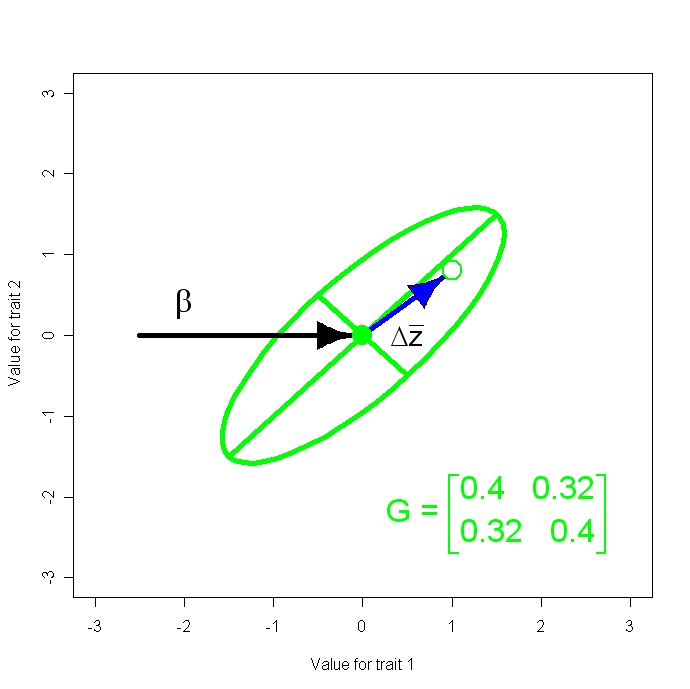 3
2
1
0
-1
-2
-3
Value for trait 2
β
Δz̅
G = [0.4 0.32
0.32 0.4]
-3 -2 -1 0 1 2 3
Value for trait 1